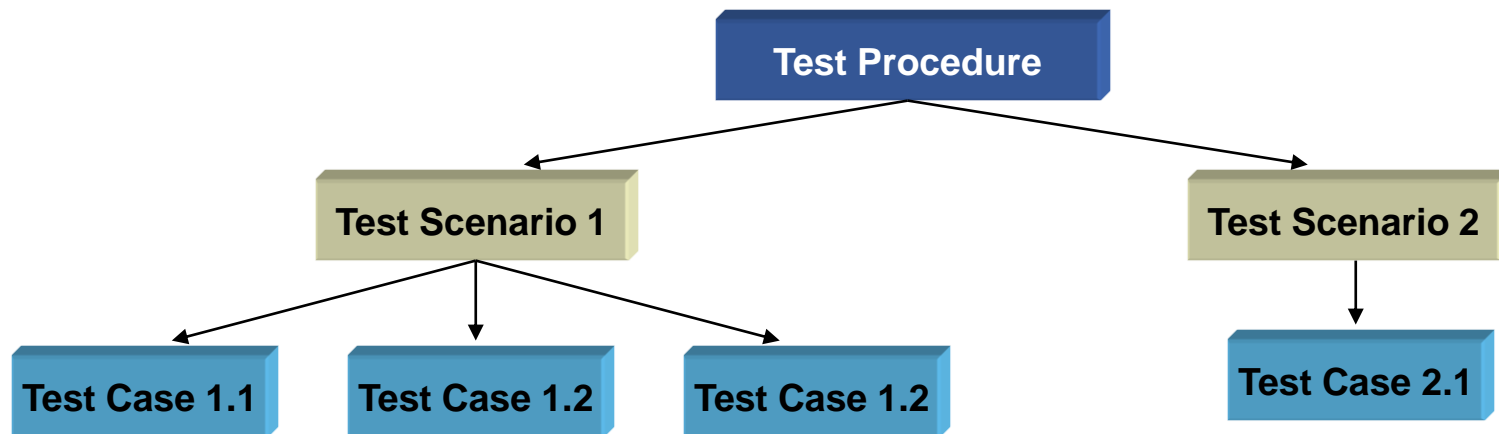 Test Procedure
Test Scenario 1
Test Scenario 2
Test Case 1.1
Test Case 1.2
Test Case 1.2
Test Case 2.1